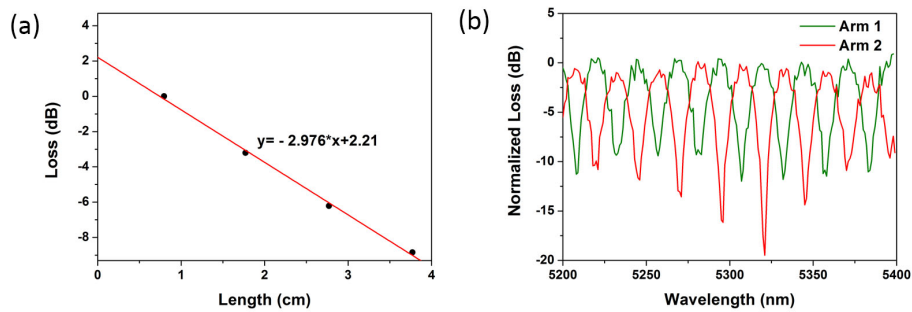 (a)
Loss (dB)
0
-2
-4
-6
-8
y= - 2.976*x+2.21
0 1 2 3 4
Length (cm)
(b)
Normalized Loss (dB)
5
0
-5
-10
-15
-20
Arm 1
Arm 2
5200 5250 5300 5350 5400
Wavelength (nm)